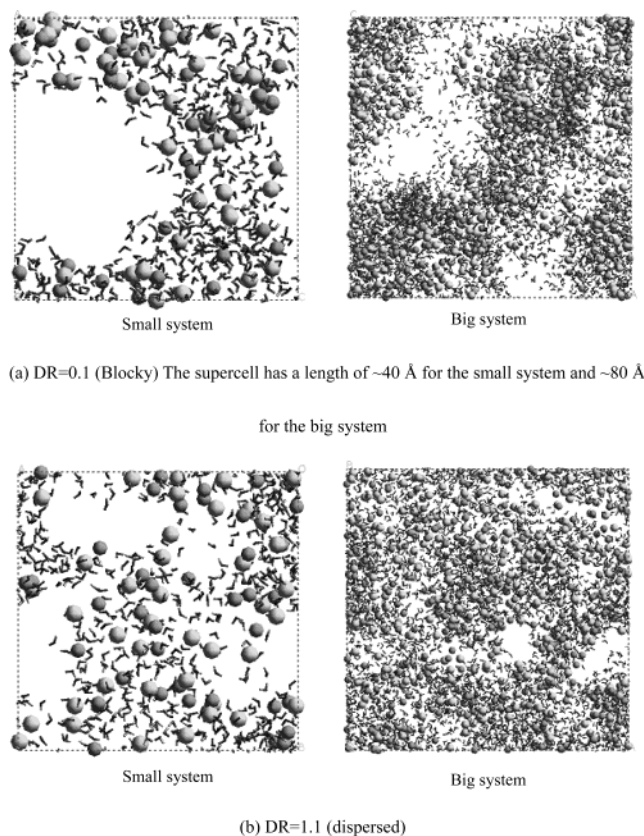 Small system
Big system
(a) DR=0.1 (Blocky) The supercell has a length of ~40 Å for the small system and ~80 Å
for the big system
Small system
Big system
(b) DR=1.1 (dispersed)